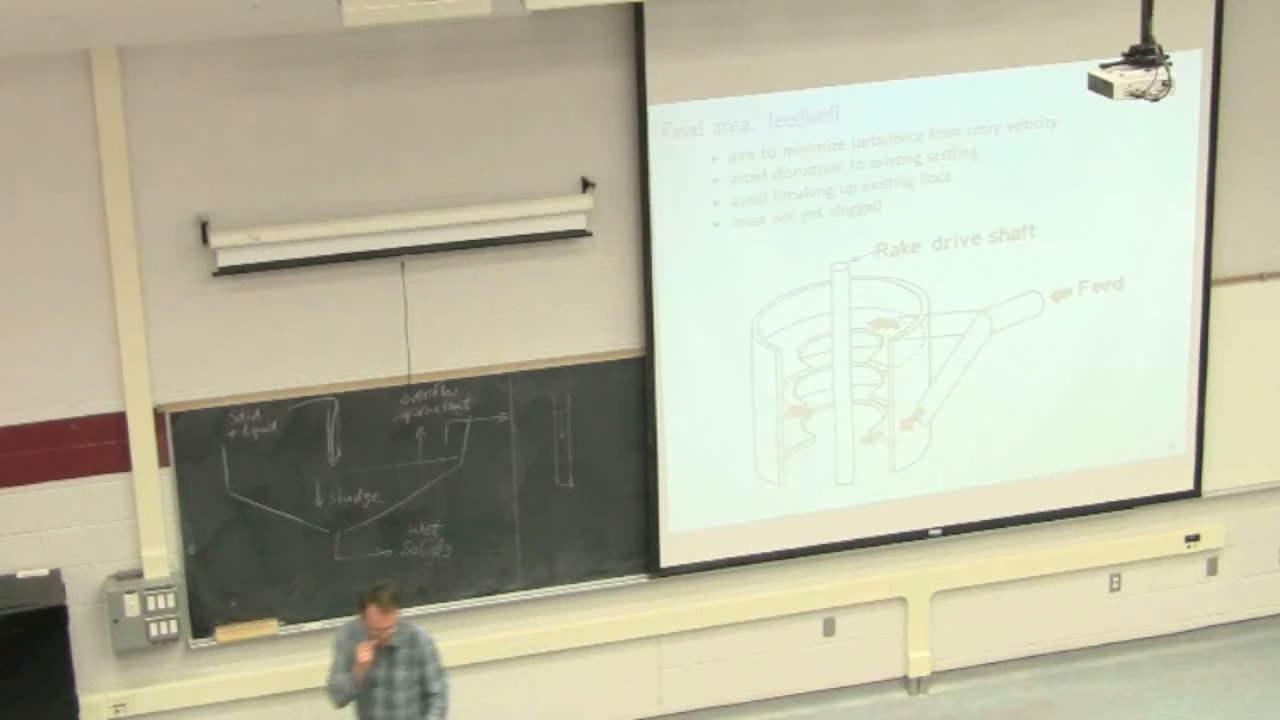 Feed area: feedwell
• aim to minimize turbulence from entry velocity
• avoid disruption to existing settling
• avoid breaking up existing flocs
• must not get clogged
Rake drive shaft
Feed
solid
+ liquid
overflow
supernatant
sludge
wet
solids